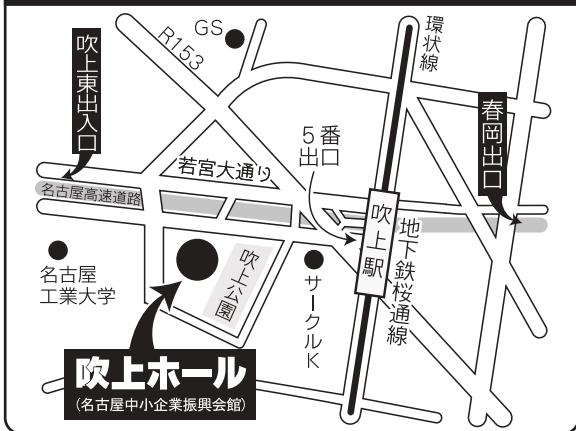 GS
R153
環状線
吹上東出入口
春岡出口
5番出口
若宮大通り
名古屋高速道路
吹上駅
地下鉄桜通線
吹上公園
名古屋
工業大学
サークルK
吹上ホール
(名古屋中小企業振興会館)